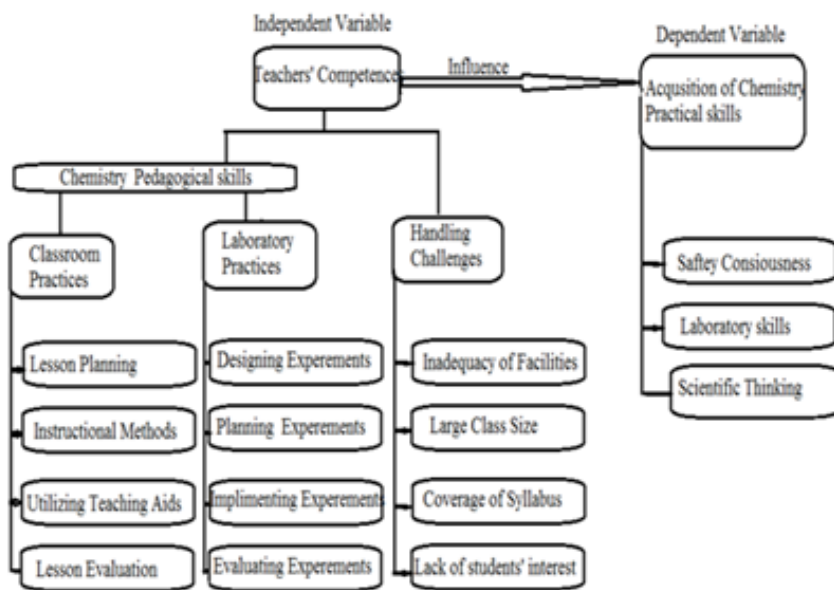 Independent Variable
Dependent Variable
Teachers' Competences
Influence
Acqusition of Chemistry
Practical skills
Chemistry Pedagogical skills
Classroom
Practices
Laboratory
Practices
Handling
Challenges
Saftey Consiousness
Laboratory skills
Scientific Thinking
Lesson Planning
Instructional Methods
Utilizing Teaching Aids
Lesson Evaluation
Designing Experements
Planning Experements
Implimenting Experements
Evaluating Experements
Inadequacy of Facilities
Large Class Size
Coverage of Syllabus
Lack of students' interest